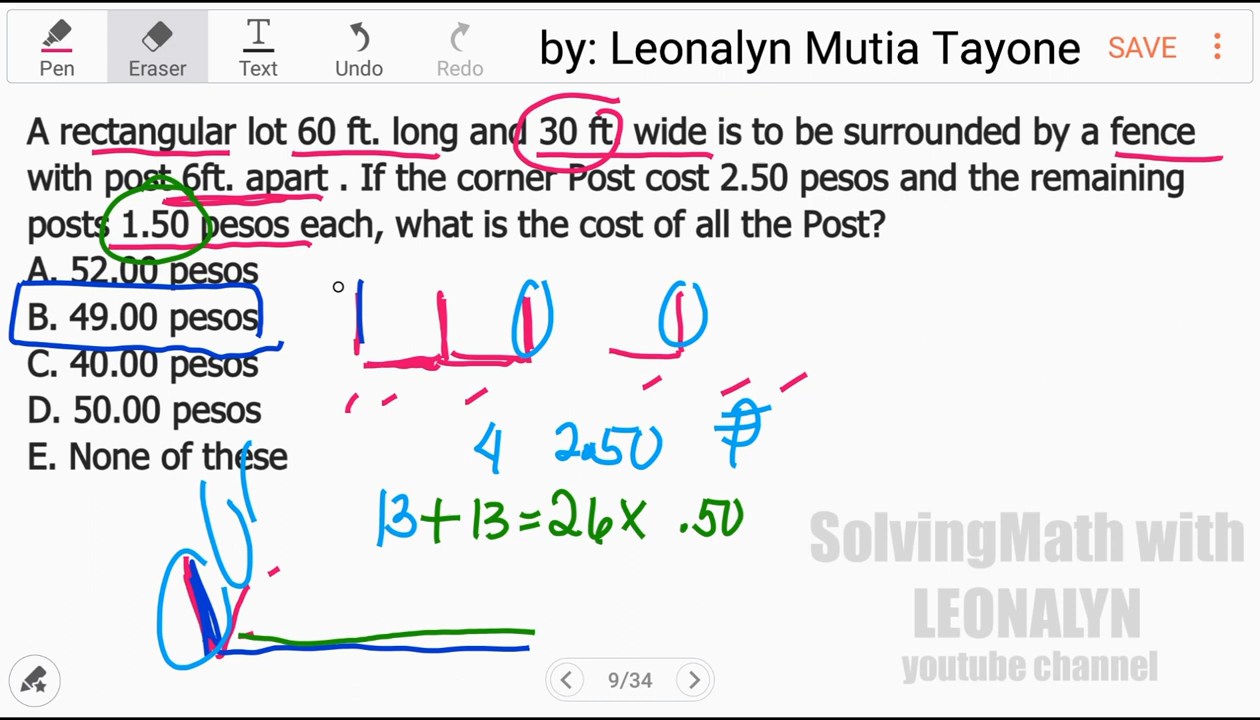 by: Leonalyn Mutia Tayone
SAVE
Pen Eraser Text Undo Redo
A rectangular lot 60 ft. long and 30 ft. wide is to be surrounded by a fence
with post 6ft. apart . If the corner Post cost 2.50 pesos and the remaining
posts 1.50 pesos each, what is the cost of all the Post?
A. 52.00 pesos
B. 49.00 pesos
C. 40.00 pesos
D. 50.00 pesos
E. None of these
4 2.50 ₱
13+13=26x .50
SolvingMath with
LEONALYN
youtube channel
9/34